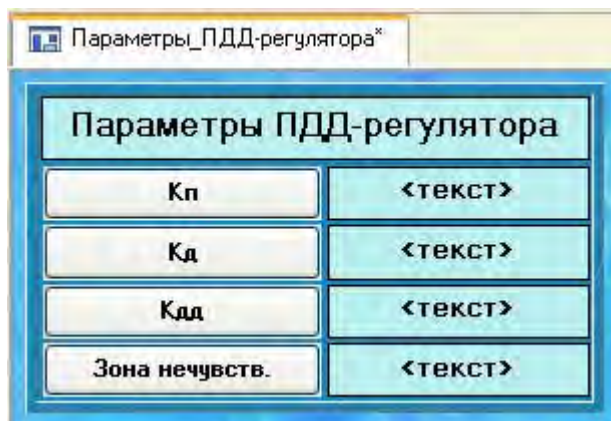 Параметры_ПДД-регулятора*
Параметры ПДД-регулятора
Кп <текст>
Кд <текст>
Кдд <текст>
Зона нечувств. <текст>